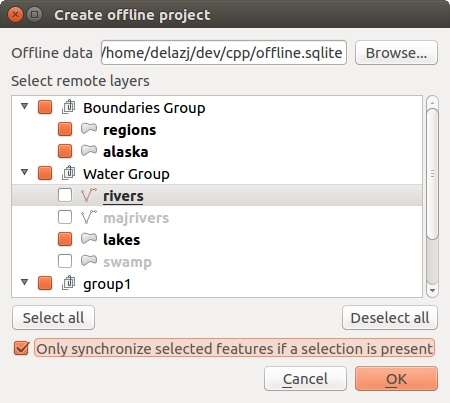 Create offline project
Offline data /home/delazj/dev/cpp/offline.sqlite Browse...
Select remote layers
Boundaries Group
regions
alaska
Water Group
rivers
majrivers
lakes
swamp
group1
Select all Deselect all
Only synchronize selected features if a selection is present
Cancel OK